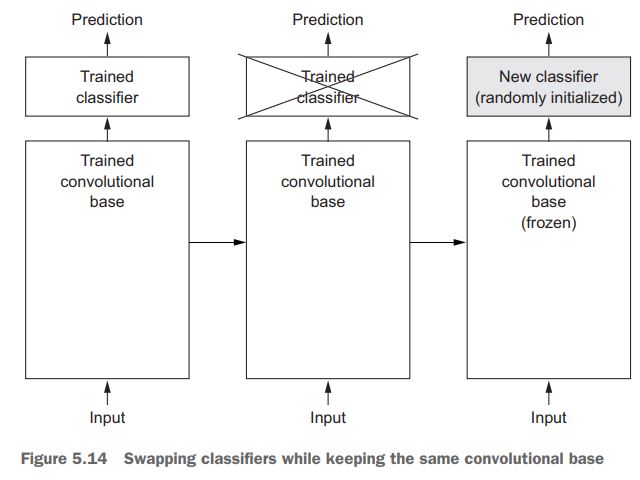 Prediction
Prediction
Prediction
Trained
classifier
Trained
classifier
New classifier
(randomly initialized)
Trained
convolutional
base
Trained
convolutional
base
Trained
convolutional
base
(frozen)
Input
Input
Input
Figure 5.14 Swapping classifiers while keeping the same convolutional base